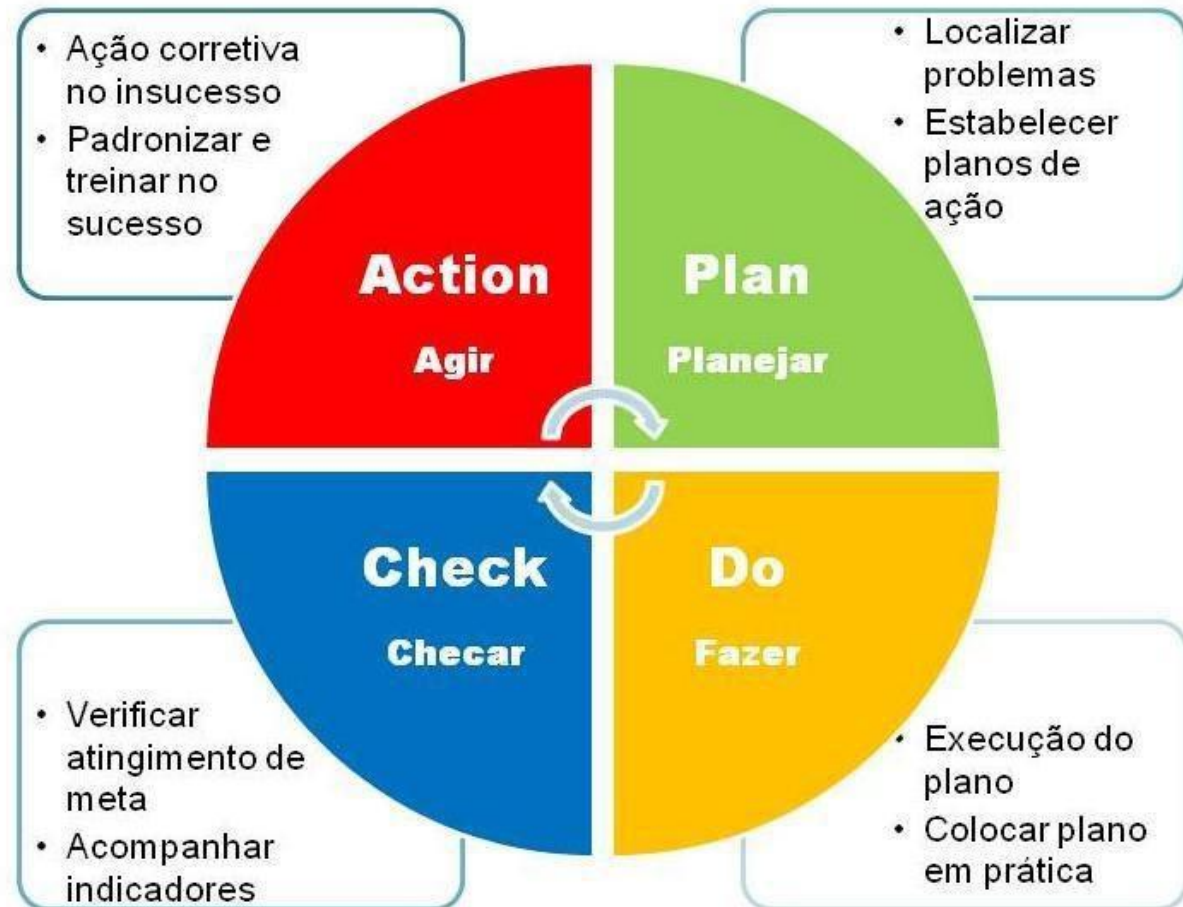 • Ação corretiva
no insucesso
• Padronizar e
treinar no
sucesso
• Localizar
problemas
• Estabelecer
planos de
ação
Action
Agir
Plan
Planejar
Check
Checar
Do
Fazer
• Verificar
atingimento de
meta
• Acompanhar
indicadores
• Execução do
plano
• Colocar plano
em prática